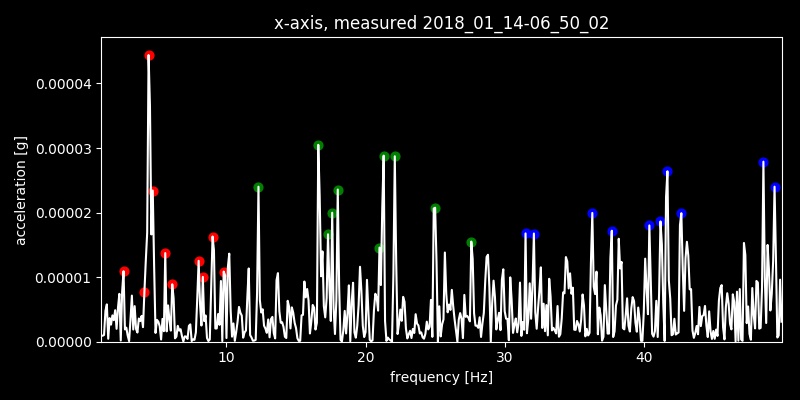 x-axis, measured 2018_01_14-06_50_02
0.00004
0.00003
0.00002
0.00001
0.00000
acceleration [g]
10 20 30 40
frequency [Hz]